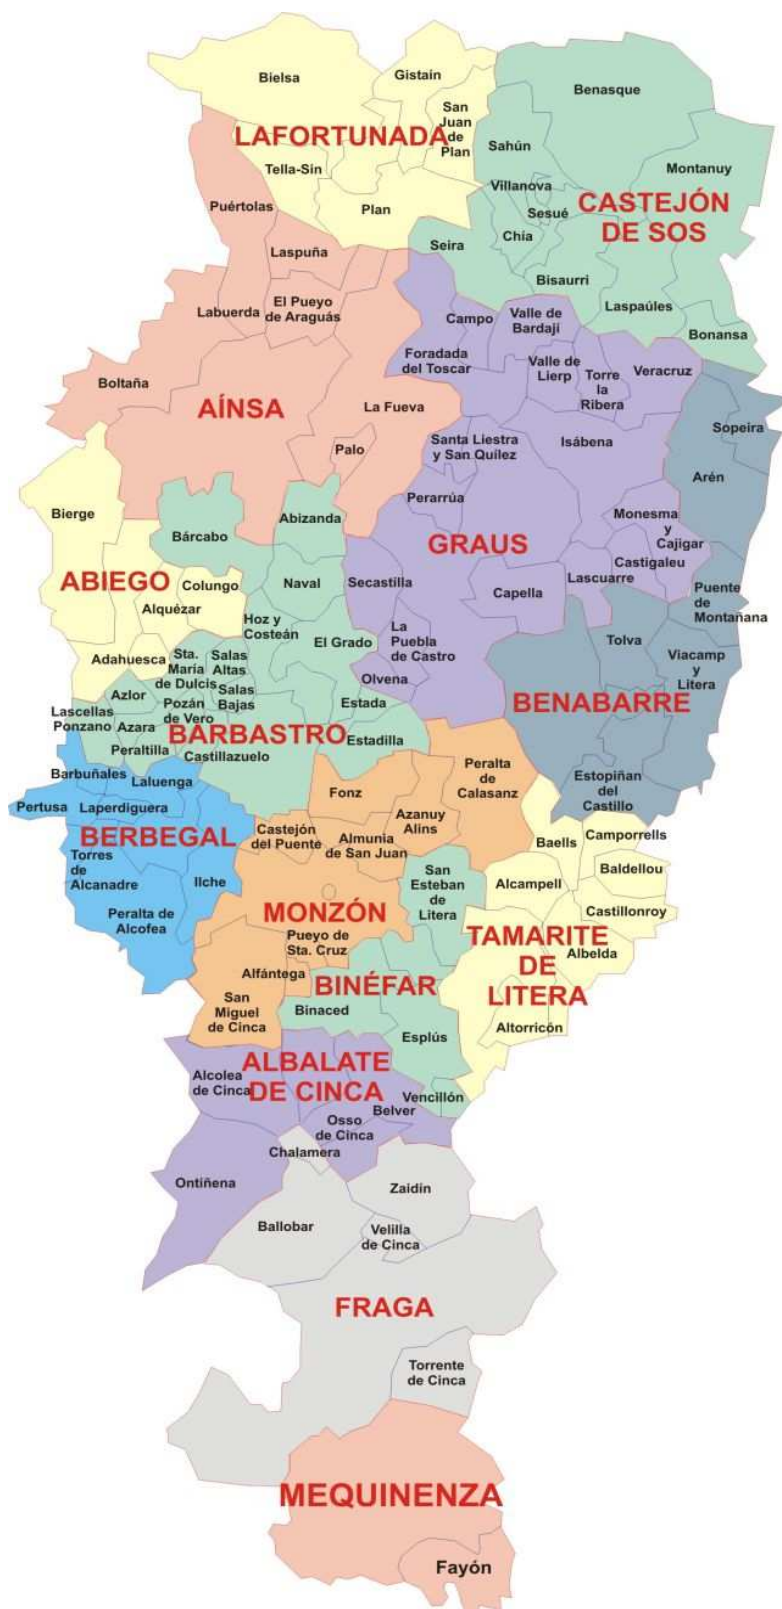 Bielsa
Gistaín
San
Juan
de
Plan
LAFORTUNADA
Tella-Sin
Plan
Benasque
Sahún
Montanuy
Villanova
Sesué
CASTEJÓN
DE SOS
Chía
Seira
Bisaurri
Laspaúles
Bonansa
Puértolas
Laspuña
El Pueyo
de Araguás
Labuerda
Boltaña
AÍNSA
La Fueva
Palo
Campo
Valle de
Bardají
Foradada
del Toscar
Valle de
Lierp
Torre
la
Ribera
Veracruz
Santa Liestra
y San Quílez
Isábena
Perarrúa
GRAUS
Monesma
y
Cajigar
Castigaleu
Lascuarre
Capella
Secastilla
La
Puebla
de Castro
Olvena
Sopeira
Arén
Puente
de
Montañana
Tolva
Viacamp
y
Litera
BENABARRE
Estopiñan
del
Castillo
Bierge
ABIEGO
Colungo
Alquézar
Adahuesca
Bárcabo
Abizanda
Naval
Hoz y
Costeán
El Grado
Sta.
María
de Dulcis
Salas
Altas
Salas
Bajas
Azlor
Pozán
de Vero
Lascellas
Ponzano
Azara
Peraltilla
BARBASTRO
Castillazuelo
Estada
Estadilla
Barbuñales
Laluenga
Pertusa
Laperdiguera
BERBEGAL
Torres
de
Alcanadre
Ilche
Peralta de
Alcofea
Peralta
de
Calasanz
Fonz
Azanuy
Alins
Castejón
del Puente
Almunia
de San Juan
MONZÓN
Pueyo de
Sta. Cruz
Alfántega
San
Miguel
de Cinca
San
Esteban
de
Litera
BINÉFAR
Binaced
Esplús
Vencillón
Baells
Camporrells
Baldellou
Alcampell
Castillonroy
TAMARITE
DE
LITERA
Albelda
Altorricón
ALBALATE
DE CINCA
Alcolea
de Cinca
Belver
Osso
de Cinca
Ontiñena
Chalamera
Zaidín
Ballobar
Velilla
de Cinca
FRAGA
Torrente
de Cinca
MEQUINENZA
Fayón